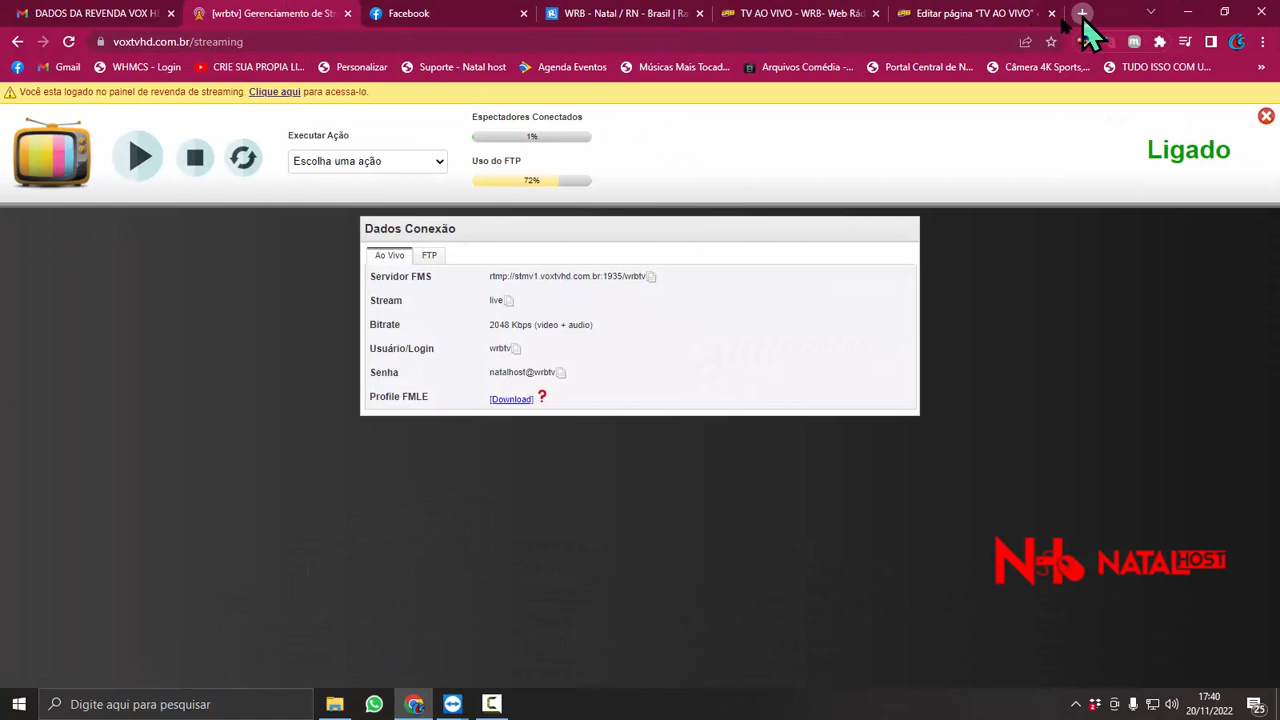 DADOS DA REVENDA VOX HE
[wrbtv] Gerenciamento de Str
Facebook
WRB - Natal / RN - Brasil | Ra
TV AO VIVO - WRB- Web Rád
Editar página "TV AO VIVO" -
voxtvhd.com.br/streaming
Gmail
WHMCS - Login
CRIE SUA PROPIA LI...
Personalizar
Suporte - Natal host
Agenda Eventos
Músicas Mais Tocad...
Arquivos Comédia -...
Portal Central de N...
Câmera 4K Sports,...
TUDO ISSO COM U...
»
Você esta logado no painel de revenda de streaming. Clique aqui para acessa-lo.
Executar Ação
Escolha uma ação
Espectadores Conectados
1%
Uso do FTP
72%
Ligado
Dados Conexão
Ao Vivo
FTP
Servidor FMS rtmp://stmv1.voxtvhd.com.br:1935/wrbtv
Stream live
Bitrate 2048 Kbps (video + audio)
Usuário/Login wrbtv
Senha natalhost@wrbtv
Profile FMLE [Download] ?
NATALHOST
Digite aqui para pesquisar
17:40
20/11/2022
25